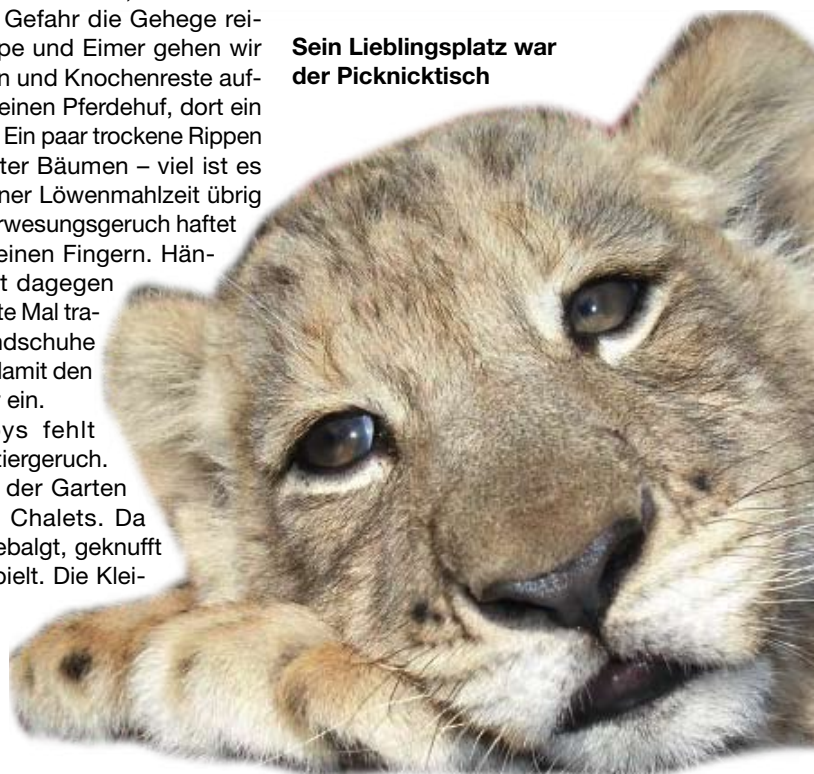 Gefahr die Gehege rei-
pe und Eimer gehen wir
n und Knochenreste auf-
einen Pferdehuf, dort ein
Ein paar trockene Rippen
ter Bäumen – viel ist es
ner Löwenmahlzeit übrig
rwesungsgeruch haftet
einen Fingern. Hän-
t dagegen
te Mal tra-
ndschuhe
damit den
ein.
ys fehlt
tiergeruch.
der Garten
Chalets. Da
ebalgt, geknufft
pielt. Die Klei-
Sein Lieblingsplatz war
der Picknicktisch